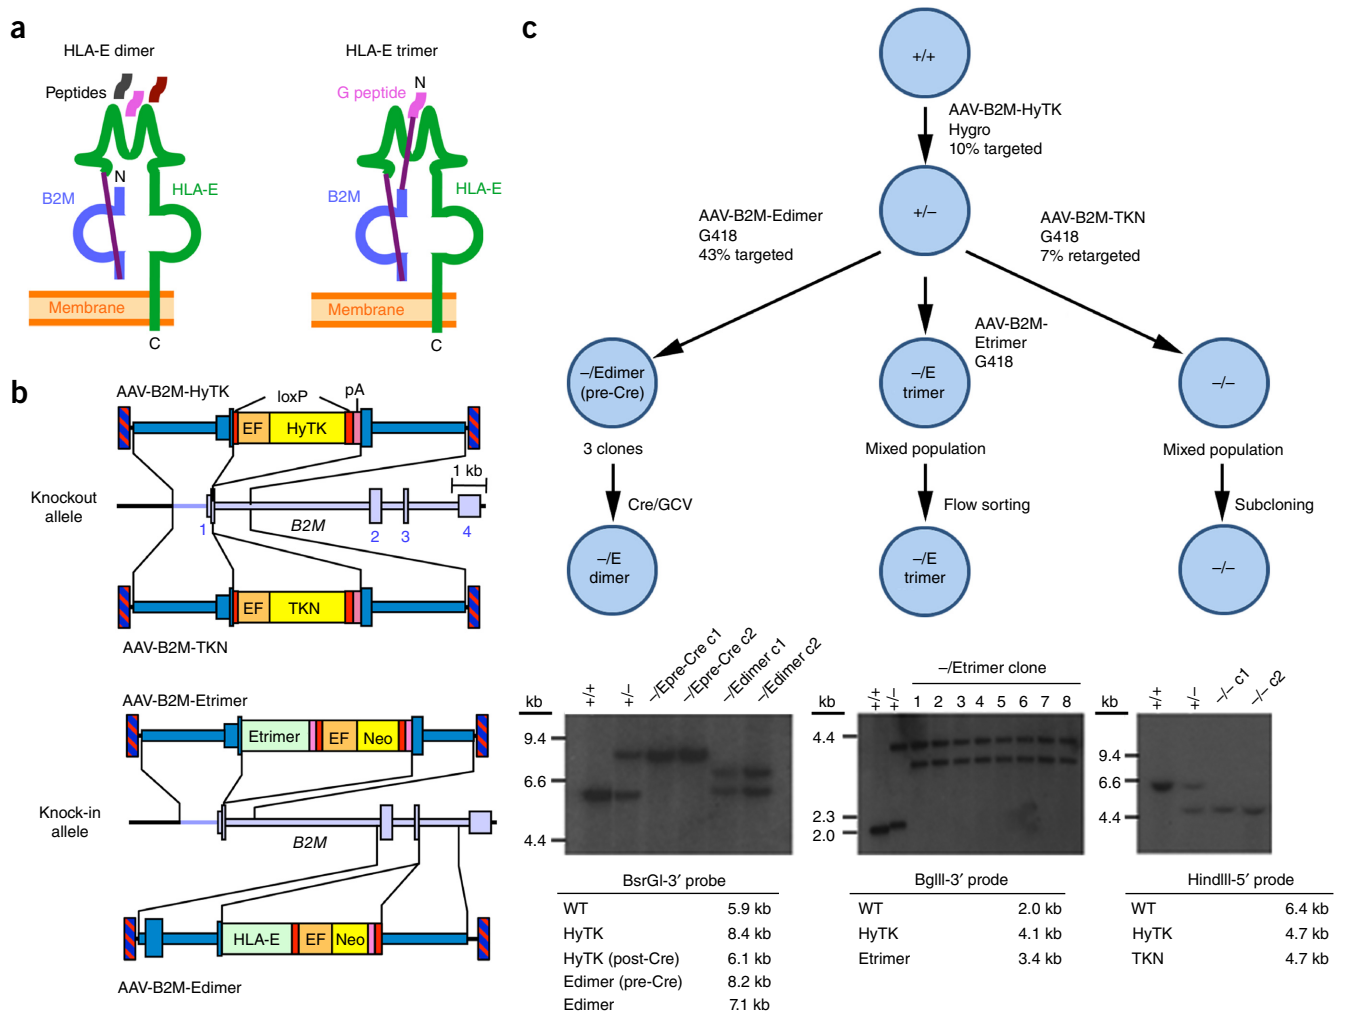 a
HLA-E dimer
Peptides
N
B2M
HLA-E
Membrane
C
HLA-E trimer
N
G peptide
B2M
HLA-E
Membrane
C
b
AAV-B2M-HyTK
loxP
pA
EF
HyTK
1 kb
Knockout
allele
1
B2M
2
3
4
EF
TKN
AAV-B2M-TKN
AAV-B2M-Etrimer
Etrimer
EF
Neo
Knock-in
allele
B2M
HLA-E
EF
Neo
AAV-B2M-Edimer
c
+/+
AAV-B2M-HyTK
Hygro
10% targeted
+/–
AAV-B2M-Edimer
G418
43% targeted
AAV-B2M-TKN
G418
7% retargeted
AAV-B2M-
Etrimer
G418
–/Edimer
(pre-Cre)
–/E
trimer
–/–
3 clones
Mixed population
Mixed population
Cre/GCV
Flow sorting
Subcloning
–/E
dimer
–/E
trimer
–/–
kb
+/+
+/–
–/Epre-Cre c1
–/Epre-Cre c2
–/Edimer c1
–/Edimer c2
9.4
6.6
4.4
BsrGI-3′ probe
WT 5.9 kb
HyTK 8.4 kb
HyTK (post-Cre) 6.1 kb
Edimer (pre-Cre) 8.2 kb
Edimer 7.1 kb
–/Etrimer clone
kb
+/+
+/–
1 2 3 4 5 6 7 8
4.4
2.3
2.0
BglII-3′ prode
WT 2.0 kb
HyTK 4.1 kb
Etrimer 3.4 kb
kb
+/+
+/–
–/– c1
–/– c2
9.4
6.6
4.4
HindIII-5′ prode
WT 6.4 kb
HyTK 4.7 kb
TKN 4.7 kb